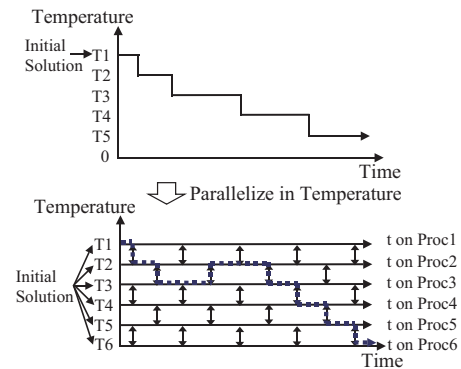 Temperature
Initial
Solution
T1
T2
T3
T4
T5
0
Time
Parallelize in Temperature
Temperature
Initial
Solution
T1
T2
T3
T4
T5
T6
t on Proc1
t on Proc2
t on Proc3
t on Proc4
t on Proc5
t on Proc6
Time